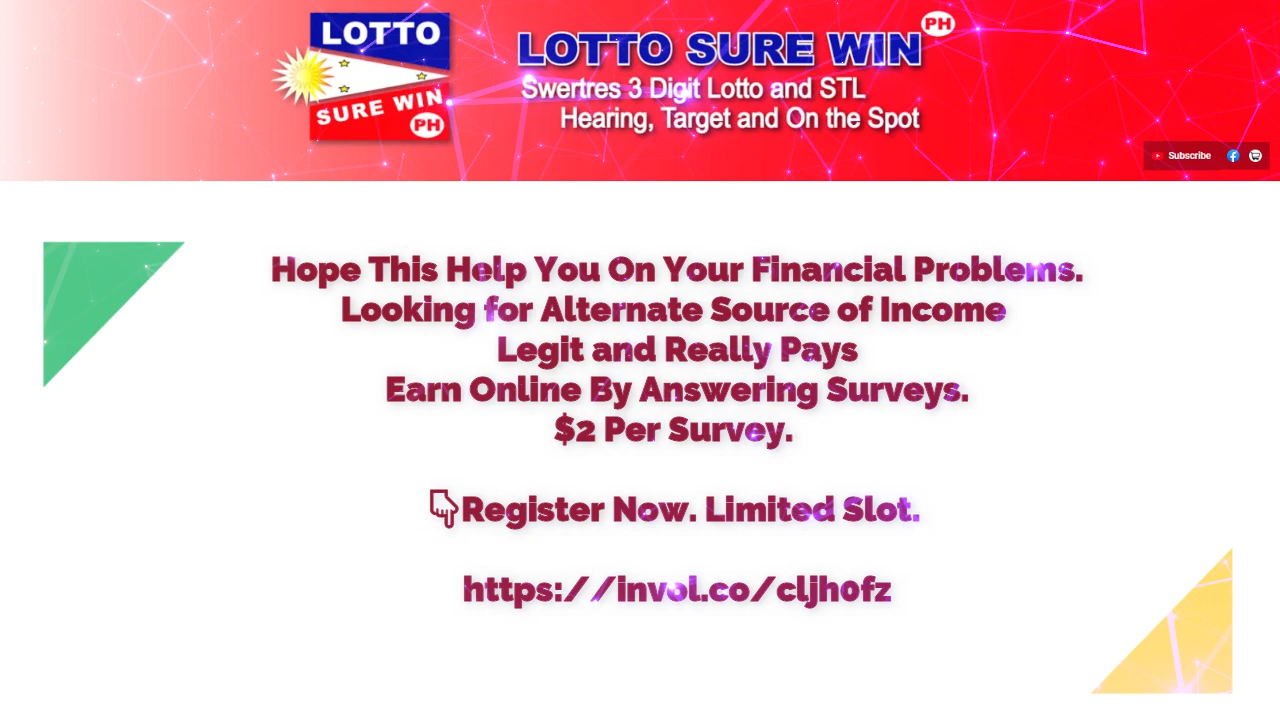 LOTTO
SURE WIN
PH
LOTTO SURE WIN PH
Swertres 3 Digit Lotto and STL
Hearing, Target and On the Spot
Subscribe
Hope This Help You On Your Financial Problems.
Looking for Alternate Source of Income
Legit and Really Pays
Earn Online By Answering Surveys.
$2 Per Survey.
👇Register Now. Limited Slot.
https://invol.co/cljh0fz